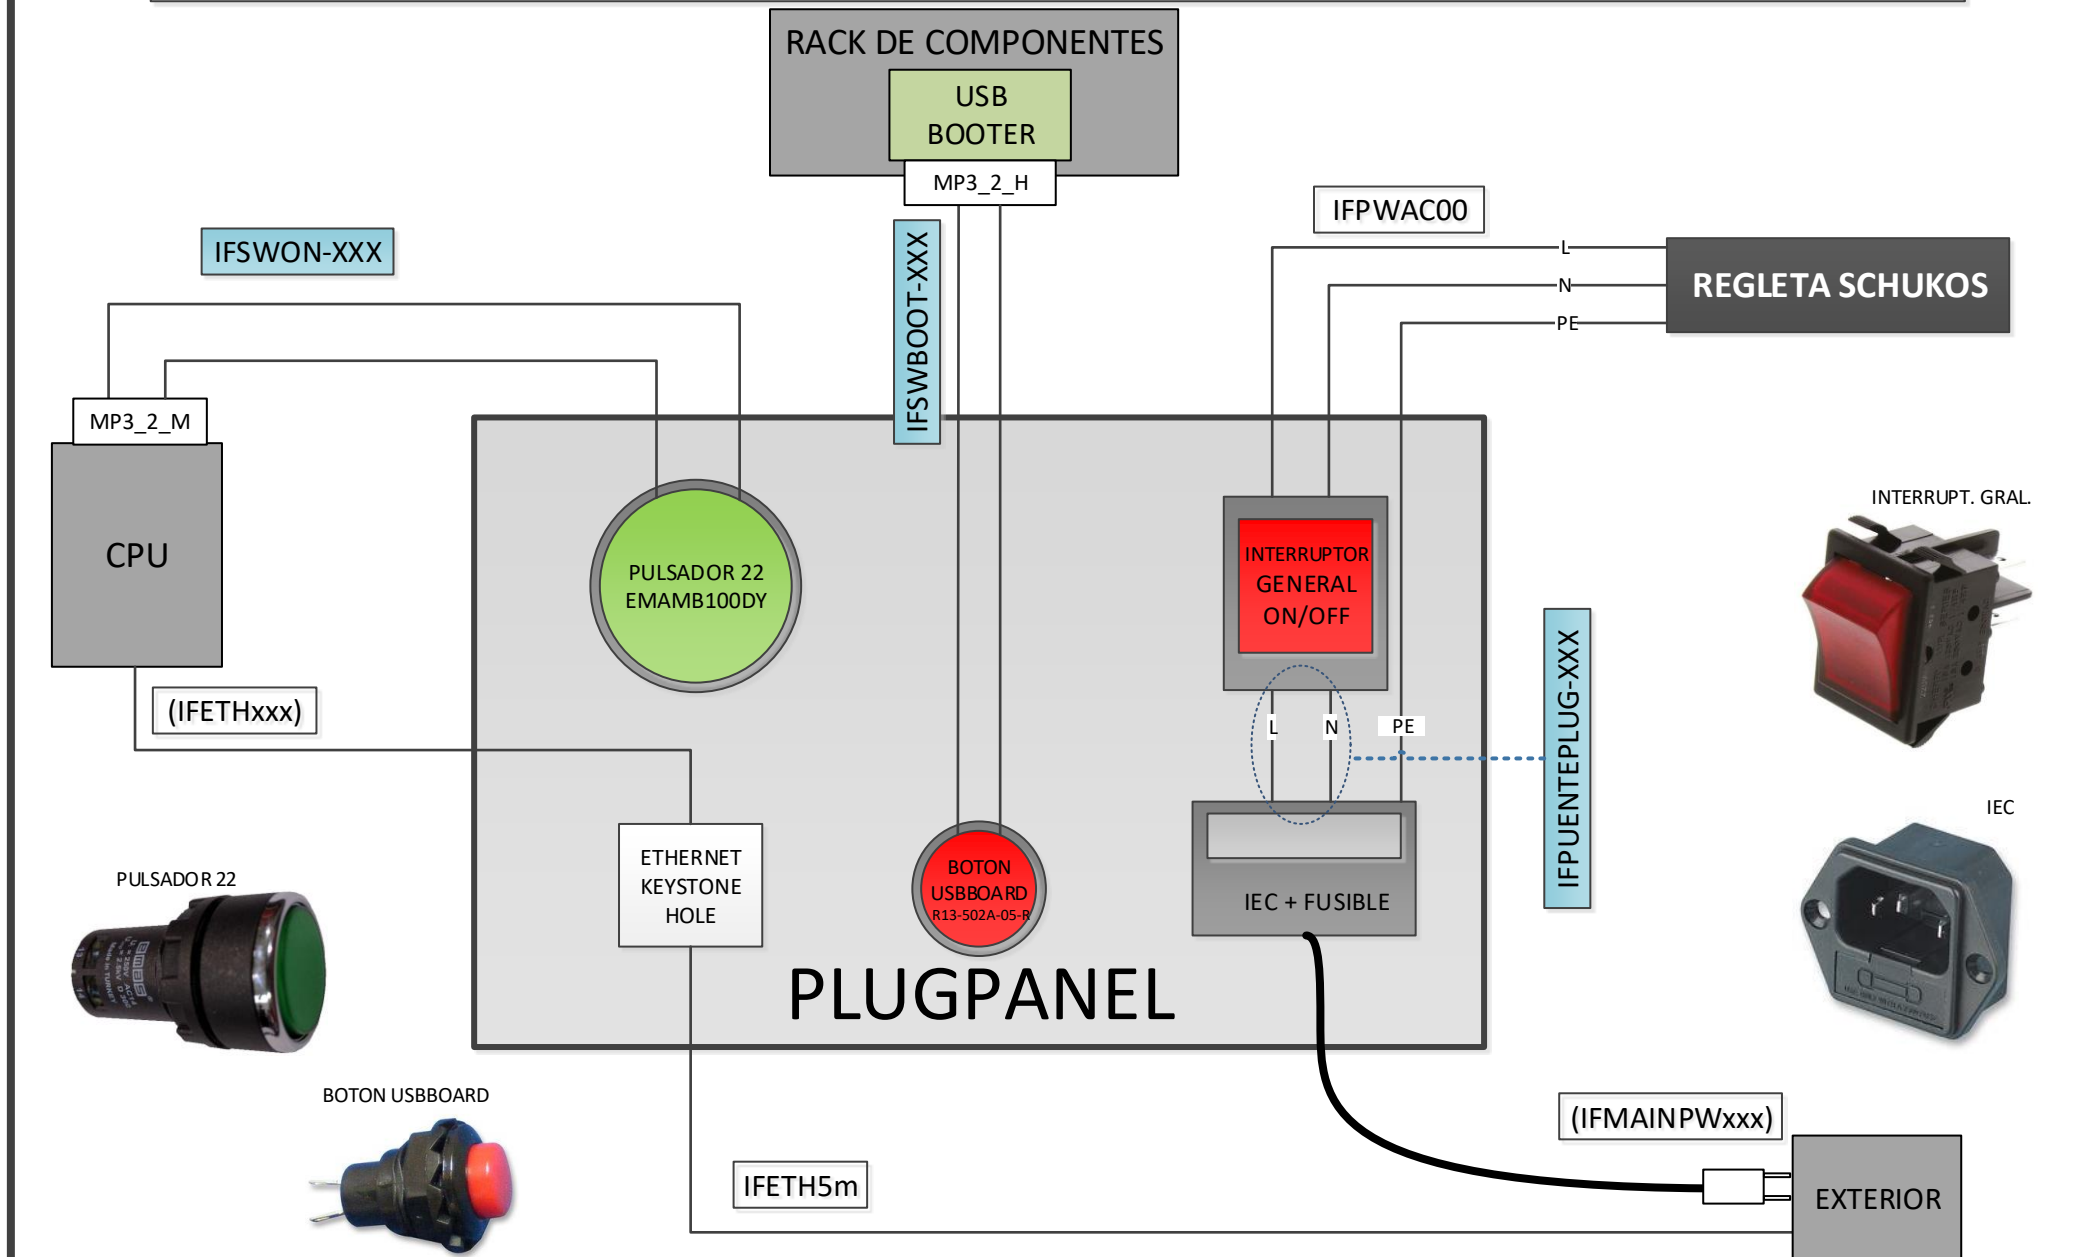 RACK DE COMPONENTES
USB
BOOTER
MP3_2_H
IFPWAC00
IFSWON-XXX
IFSWBOOT-XXX
L
N
PE
REGLETA SCHUKOS
MP3_2_M
CPU
INTERRUPT. GRAL.
PULSADOR 22
EMAMB100DY
INTERRUPTOR
GENERAL
ON/OFF
IFPUENTEPLUG-XXX
(IFETHxxx)
L
N
PE
IEC
ETHERNET
KEYSTONE
HOLE
BOTON
USBBOARD
R13-502A-05-R
IEC + FUSIBLE
PULSADOR 22
PLUGPANEL
BOTON USBBOARD
(IFMAINPWxxx)
IFETH5m
EXTERIOR